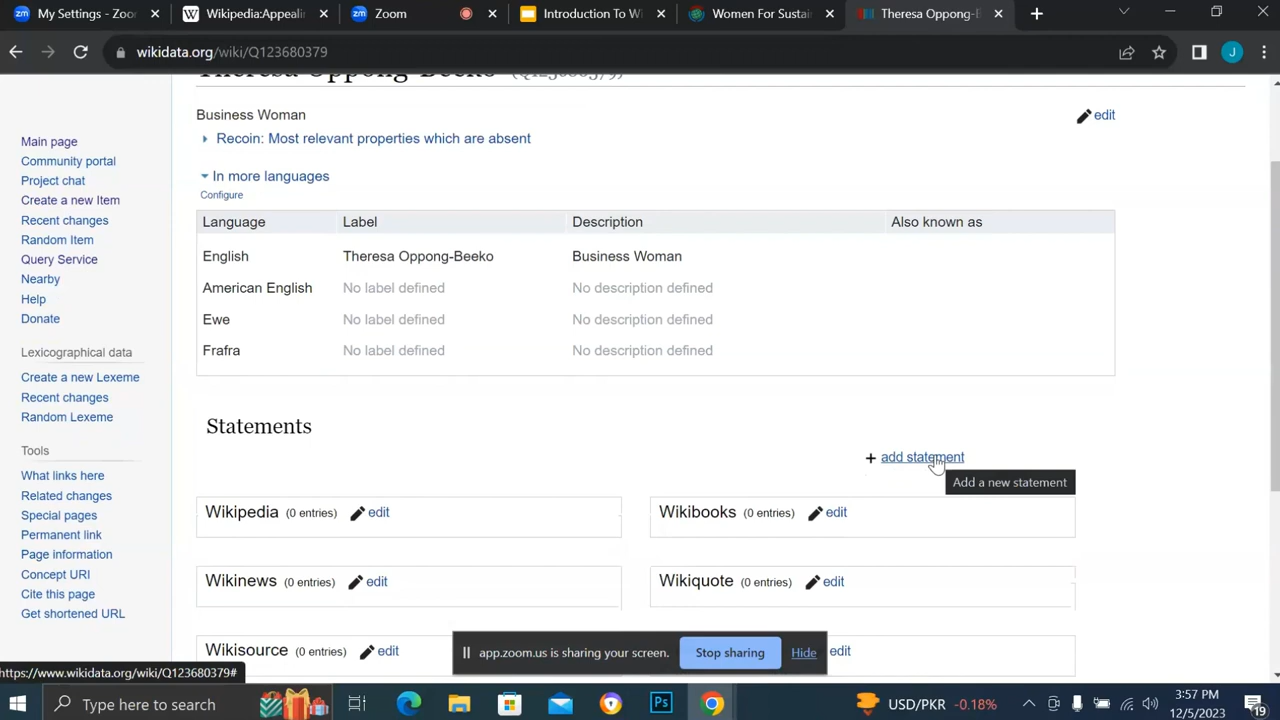 My Settings - Zoo
Wikipedia:Appealin
Zoom
Introduction To Wi
Women For Sustai
Theresa Oppong-B
wikidata.org/wiki/Q123680379
J
Theresa Oppong-Beeko (Q123680379)
Business Woman
edit
Recoin: Most relevant properties which are absent
In more languages
Configure
Language Label Description Also known as
English Theresa Oppong-Beeko Business Woman
American English No label defined No description defined
Ewe No label defined No description defined
Frafra No label defined No description defined
Statements
+ add statement
Add a new statement
Wikipedia (0 entries) edit
Wikibooks (0 entries) edit
Wikinews (0 entries) edit
Wikiquote (0 entries) edit
Wikisource (0 entries) edit
edit
Main page
Community portal
Project chat
Create a new Item
Recent changes
Random Item
Query Service
Nearby
Help
Donate
Lexicographical data
Create a new Lexeme
Recent changes
Random Lexeme
Tools
What links here
Related changes
Special pages
Permanent link
Page information
Concept URI
Cite this page
Get shortened URL
app.zoom.us is sharing your screen.
Stop sharing
Hide
https://www.wikidata.org/wiki/Q123680379#
Type here to search
Ps
USD/PKR -0.18%
3:57 PM
12/5/2023
19